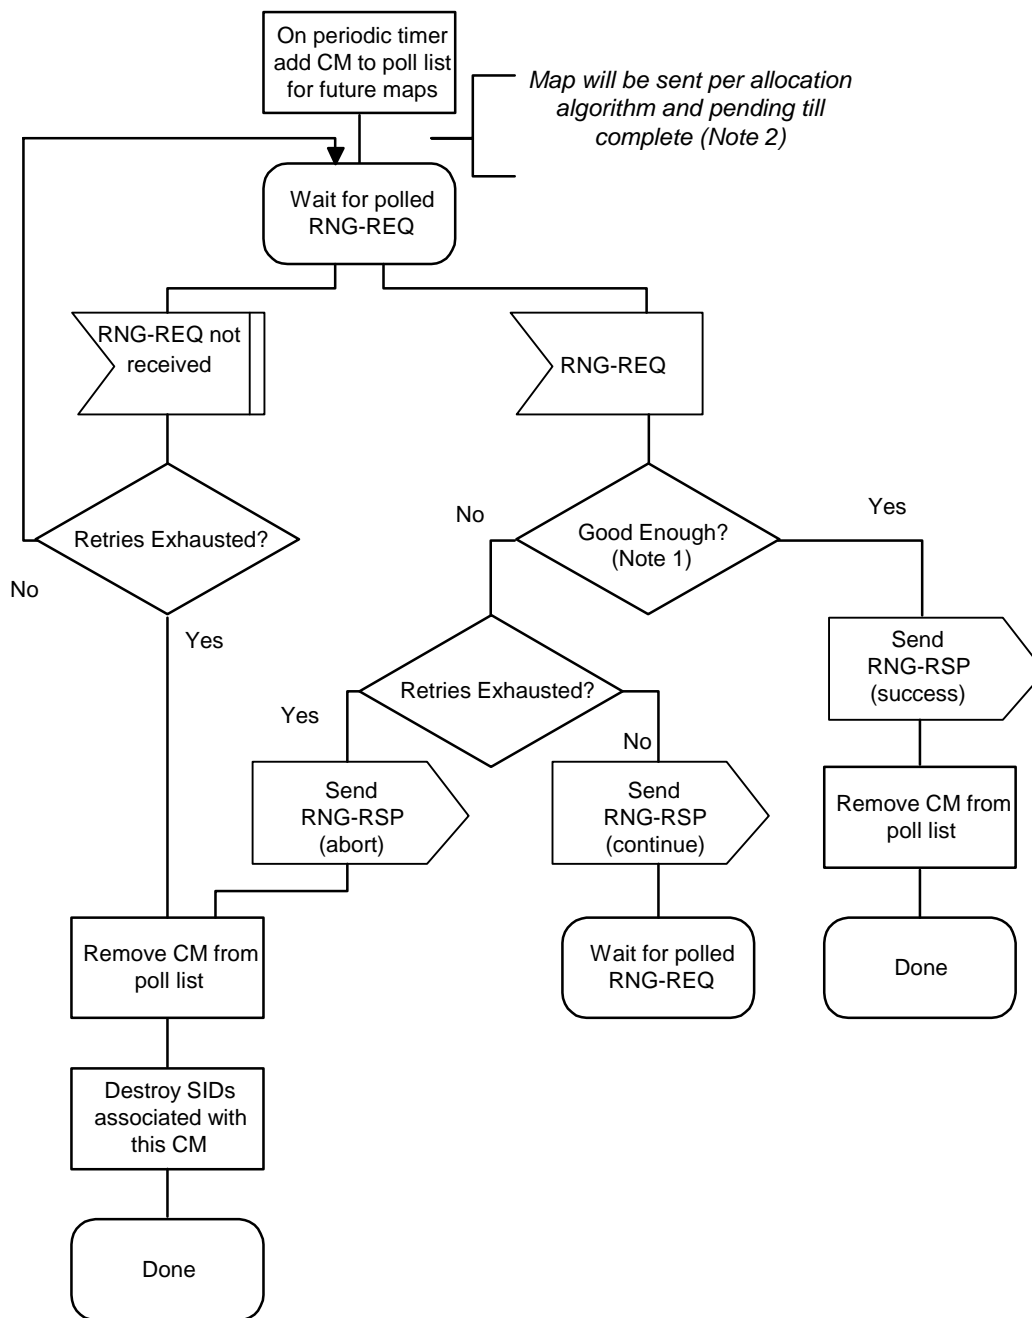 On periodic timer
add CM to poll list
for future maps
Map will be sent per allocation
algorithm and pending till
complete (Note 2)
Wait for polled
RNG-REQ
RNG-REQ not
received
RNG-REQ
Retries Exhausted?
No
Yes
Good Enough?
(Note 1)
No
Yes
Retries Exhausted?
Yes
No
Send
RNG-RSP
(success)
Send
RNG-RSP
(abort)
Send
RNG-RSP
(continue)
Remove CM from
poll list
Remove CM from
poll list
Wait for polled
RNG-REQ
Done
Destroy SIDs
associated with
this CM
Done